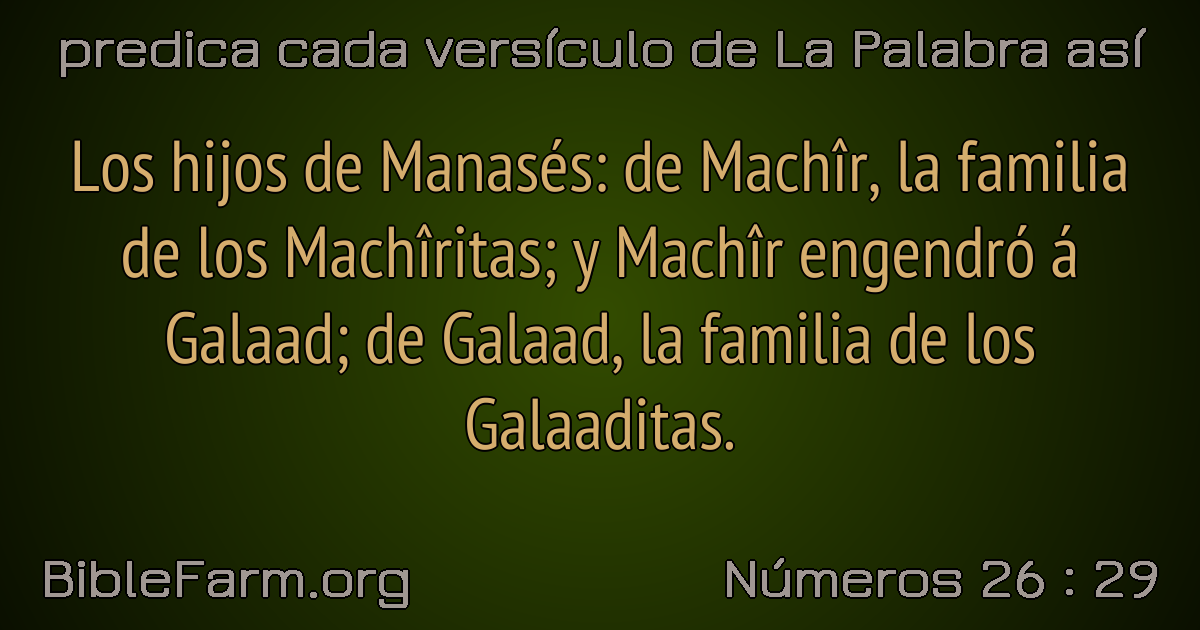 predica cada versículo de La Palabra así
Los hijos de Manasés: de Machîr, la familia
de los Machîritas; y Machîr engendró á
Galaad; de Galaad, la familia de los
Galaaditas.
BibleFarm.org
Números 26 : 29